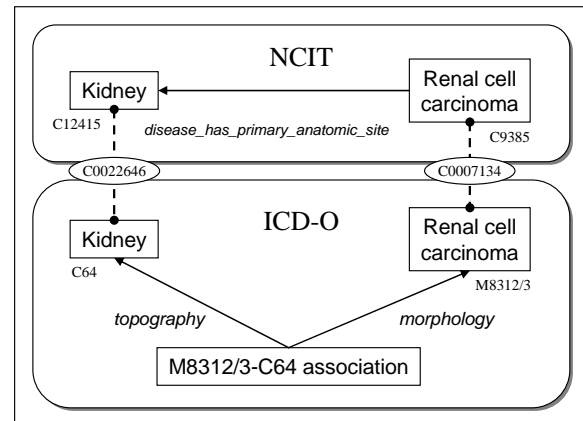 NCIT
Kidney
Renal cell
carcinoma
C12415
disease_has_primary_anatomic_site
C9385
C0022646
C0007134
ICD-O
Kidney
Renal cell
carcinoma
C64
M8312/3
topography
morphology
M8312/3-C64 association